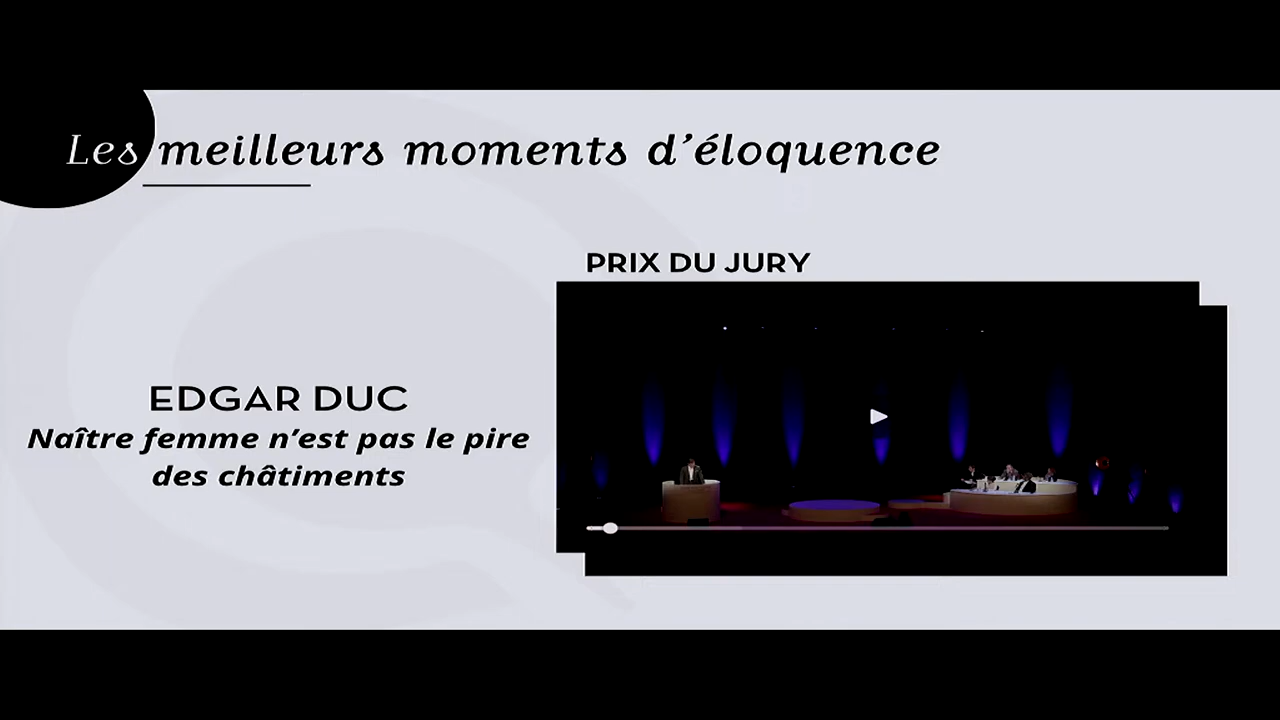 Les meilleurs moments d'éloquence
PRIX DU JURY
EDGAR DUC
Naître femme n'est pas le pire
des châtiments